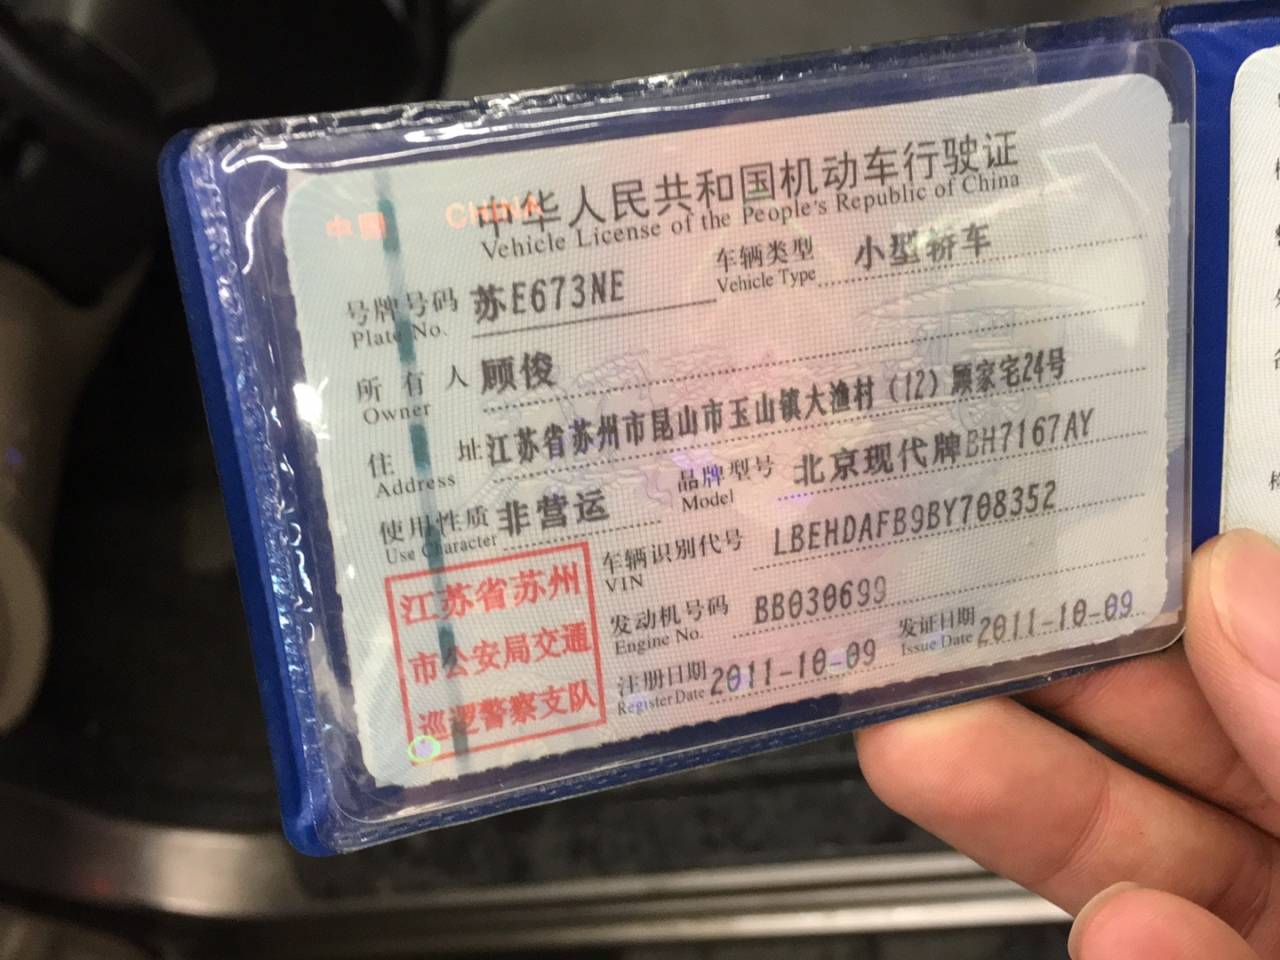 中国 CHINA
中华人民共和国机动车行驶证
Vehicle License of the People's Republic of China
号牌号码 苏E673NE 车辆类型 小型轿车
Plate No. Vehicle Type
所有人 顾俊
Owner
住址 江苏省苏州市昆山市玉山镇大渔村（12）顾家宅24号
Address
使用性质 非营运 品牌型号 北京现代牌BH7167AY
Use Character Model
车辆识别代号 LBEHDAFB9BY708352
VIN
发动机号码 BB030699
Engine No.
注册日期 2011-10-09 发证日期 2011-10-09
Register Date Issue Date
江苏省苏州
市公安局交通
巡逻警察支队